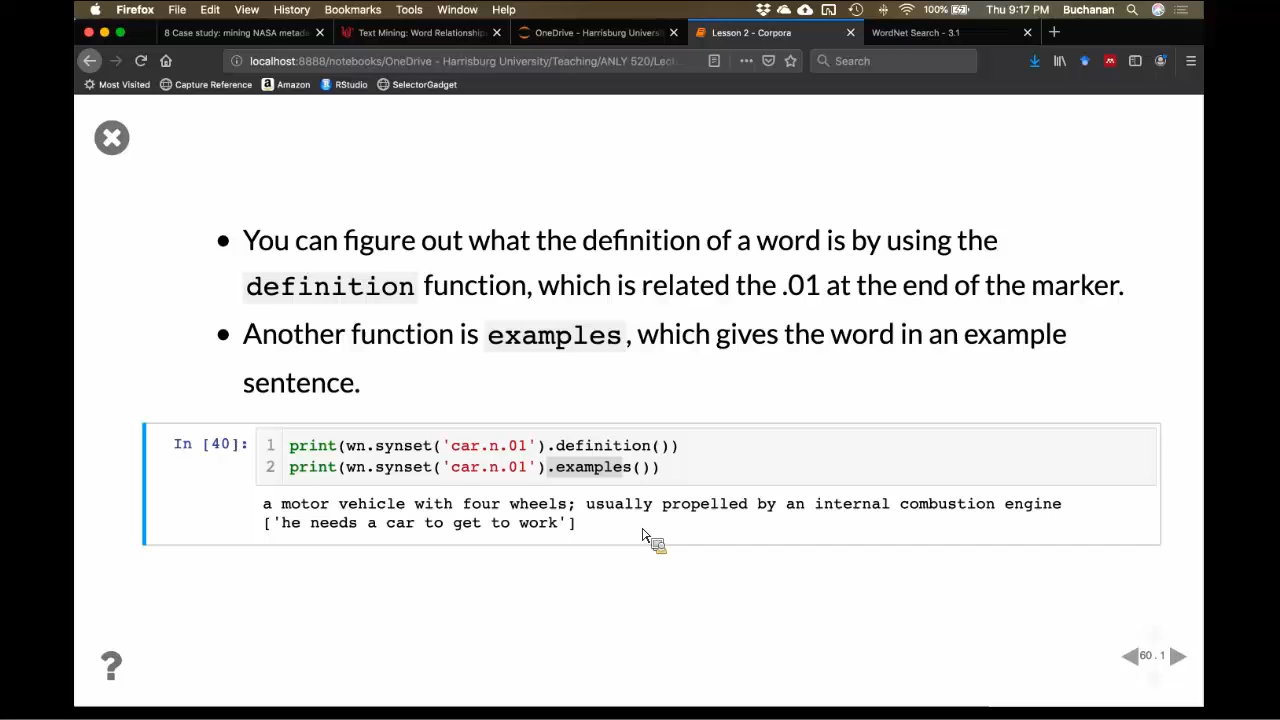 Firefox File Edit View History Bookmarks Tools Window Help 100% Thu 9:17 PM Buchanan
8 Case study: mining NASA metad Text Mining: Word Relationship OneDrive - Harrisburg Universi Lesson 2 - Corpora WordNet Search - 3.1
localhost:8888/notebooks/OneDrive - Harrisburg University/Teaching/ANLY 520/Lect Search
Most Visited Capture Reference Amazon RStudio SelectorGadget
• You can figure out what the definition of a word is by using the
definition function, which is related the .01 at the end of the marker.
• Another function is examples, which gives the word in an example
sentence.
In [40]: 1 print(wn.synset('car.n.01').definition())
2 print(wn.synset('car.n.01').examples())
a motor vehicle with four wheels; usually propelled by an internal combustion engine
['he needs a car to get to work']
?
60.1